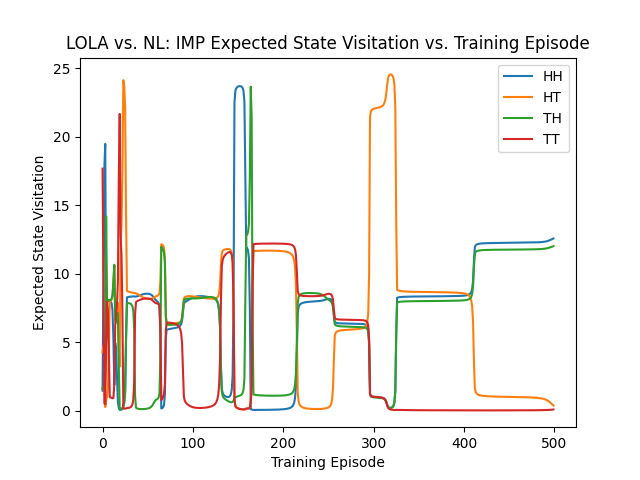 LOLA vs. NL: IMP Expected State Visitation vs. Training Episode
25
20
15
10
5
0
Expected State Visitation
HH
HT
TH
TT
0 100 200 300 400 500
Training Episode